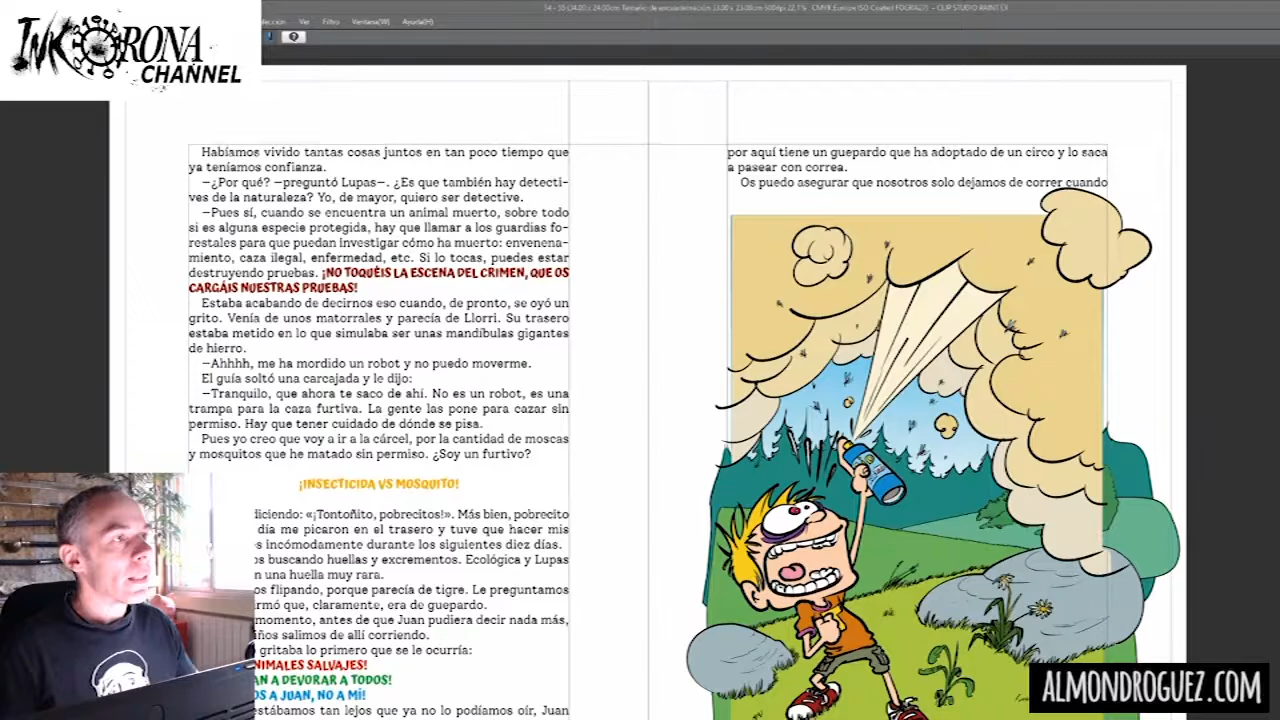 INKORONA
CHANNEL
Ver Filtro Ventana(W) Ayuda(H)
Habíamos vivido tantas cosas juntos en tan poco tiempo que
ya teníamos confianza.
—¿Por qué? —preguntó Lupas—. ¿Es que también hay detecti-
ves de la naturaleza? Yo, de mayor, quiero ser detective.
—Pues sí, cuando se encuentra un animal muerto, sobre todo
si es alguna especie protegida, hay que llamar a los guardias fo-
restales para que puedan investigar cómo ha muerto: envenena-
miento, caza ilegal, enfermedad, etc. Si lo tocas, puedes estar
destruyendo pruebas. ¡NO TOQUÉIS LA ESCENA DEL CRIMEN, QUE OS
CARGÁIS NUESTRAS PRUEBAS!
Estaba acabando de decirnos eso cuando, de pronto, se oyó un
grito. Venía de unos matorrales y parecía de Llorri. Su trasero
estaba metido en lo que simulaba ser unas mandíbulas gigantes
de hierro.
—Ahhhh, me ha mordido un robot y no puedo moverme.
El guía soltó una carcajada y le dijo:
—Tranquilo, que ahora te saco de ahí. No es un robot, es una
trampa para la caza furtiva. La gente las pone para cazar sin
permiso. Hay que tener cuidado de dónde se pisa.
Pues yo creo que voy a ir a la cárcel, por la cantidad de moscas
y mosquitos que he matado sin permiso. ¿Soy un furtivo?
¡INSECTICIDA VS MOSQUITO!
diciendo: «¡Tontoñito, pobrecitos!». Más bien, pobrecito
día me picaron en el trasero y tuve que hacer mis
incómodamente durante los siguientes diez días.
buscando huellas y excrementos. Ecológica y Lupas
una huella muy rara.
flipando, porque parecía de tigre. Le preguntamos
que, claramente, era de guepardo.
momento, antes de que Juan pudiera decir nada más,
salimos de allí corriendo.
gritaba lo primero que se le ocurría:
NIMALES SALVAJES!
AN A DEVORAR A TODOS!
OS A JUAN, NO A MÍ!
estábamos tan lejos que ya no lo podíamos oír, Juan
por aquí tiene un guepardo que ha adoptado de un circo y lo saca
a pasear con correa.
Os puedo asegurar que nosotros solo dejamos de correr cuando
ALMONDROGUEZ.COM